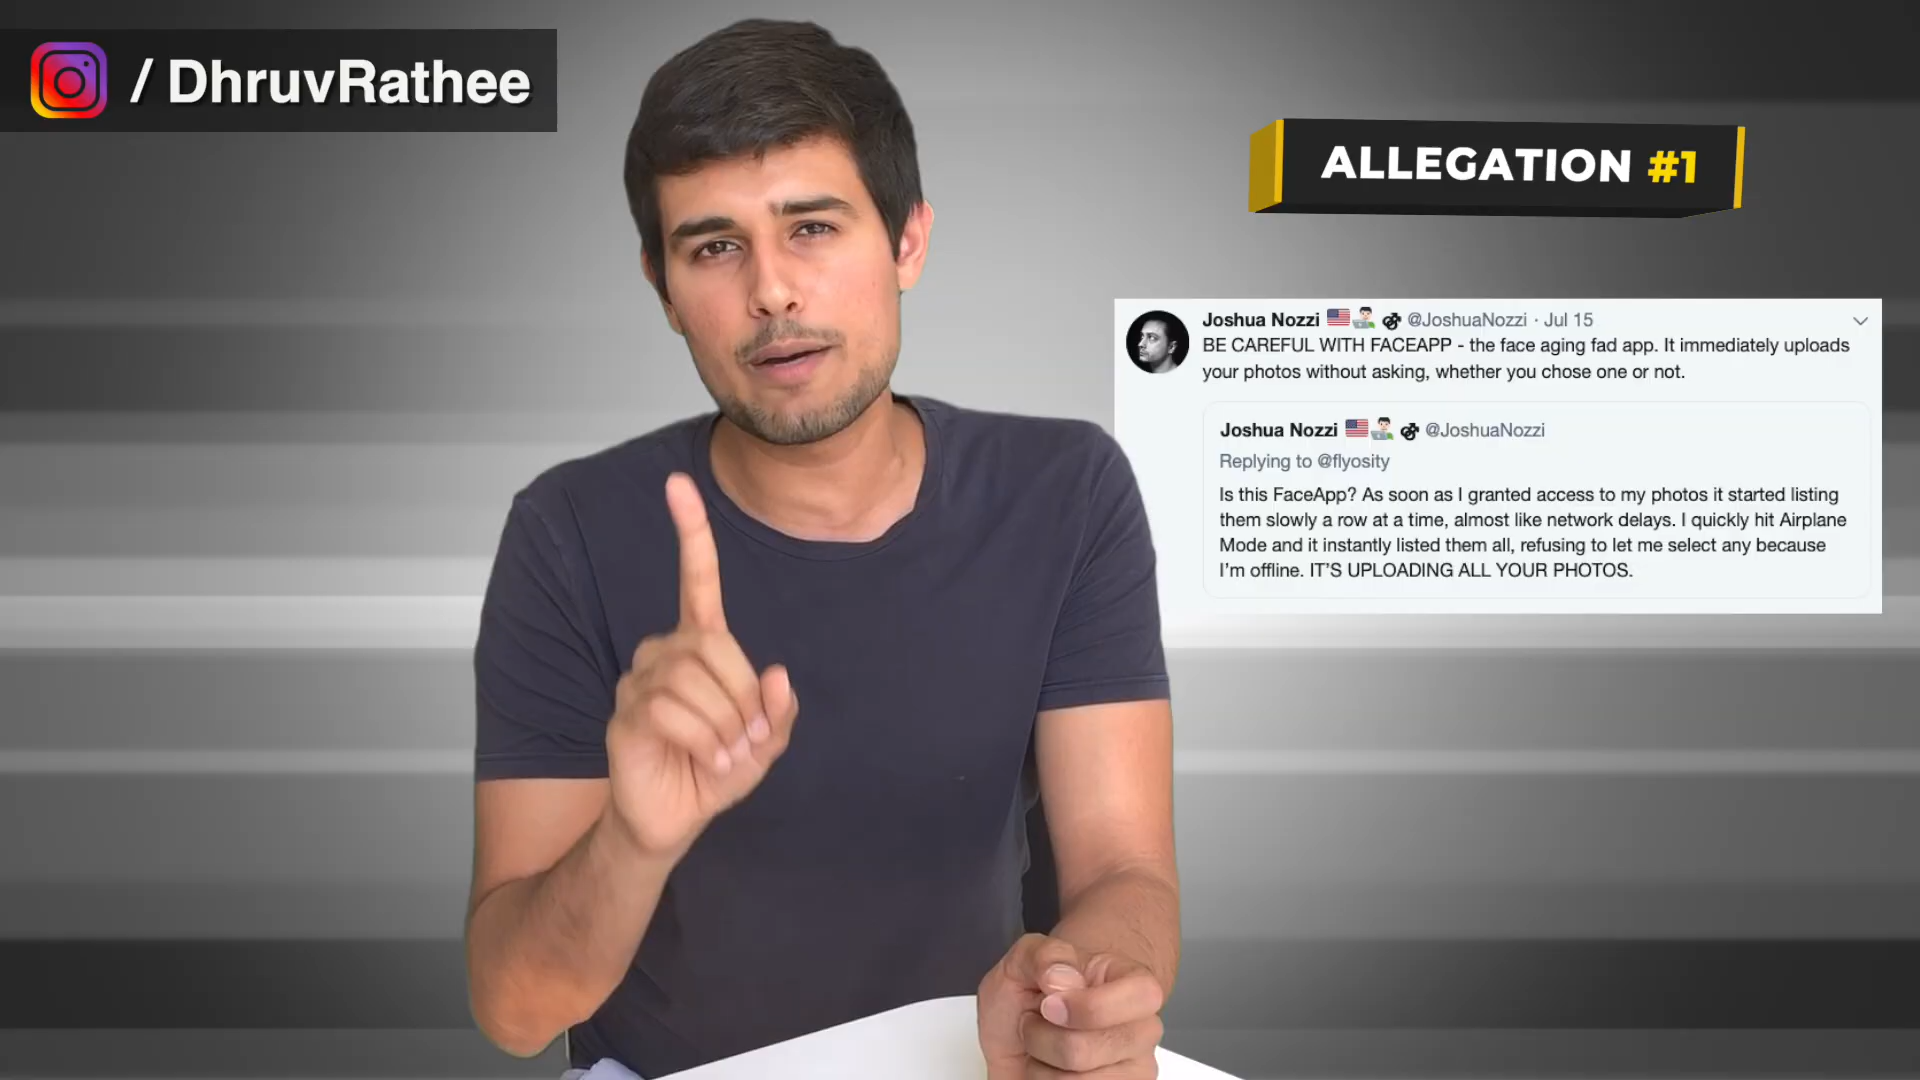 / DhruvRathee
ALLEGATION #1
Joshua Nozzi 🇺🇸👨🏻‍💻 ⚣ @JoshuaNozzi · Jul 15
BE CAREFUL WITH FACEAPP - the face aging fad app. It immediately uploads
your photos without asking, whether you chose one or not.
Joshua Nozzi 🇺🇸👨🏻‍💻 ⚣ @JoshuaNozzi
Replying to @flyosity
Is this FaceApp? As soon as I granted access to my photos it started listing
them slowly a row at a time, almost like network delays. I quickly hit Airplane
Mode and it instantly listed them all, refusing to let me select any because
I'm offline. IT'S UPLOADING ALL YOUR PHOTOS.